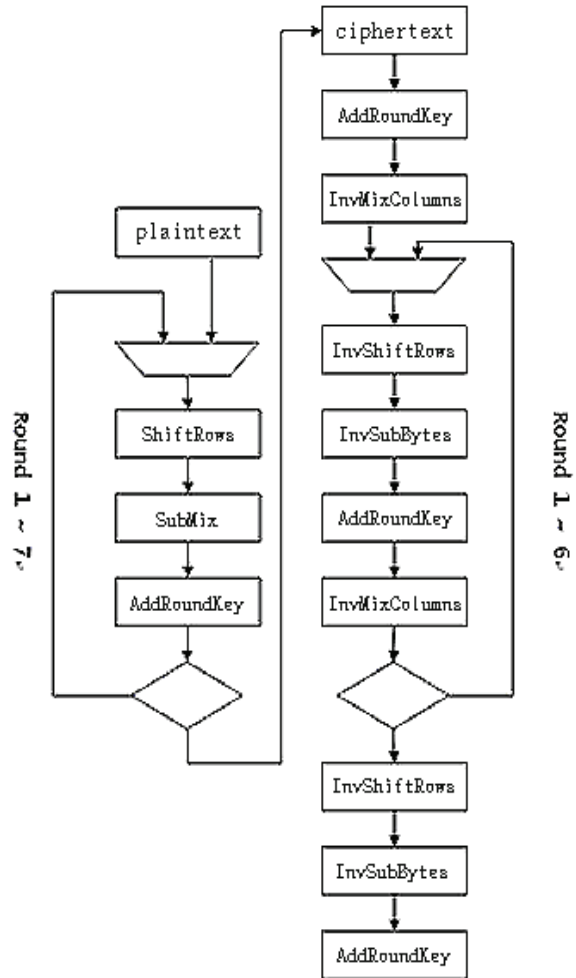 plaintext
ShiftRows
SubMix
AddRoundKey
Round 1 ~ 7
ciphertext
AddRoundKey
InvMixColumns
InvShiftRows
InvSubBytes
AddRoundKey
InvMixColumns
InvShiftRows
InvSubBytes
AddRoundKey
Round 1 ~ 6